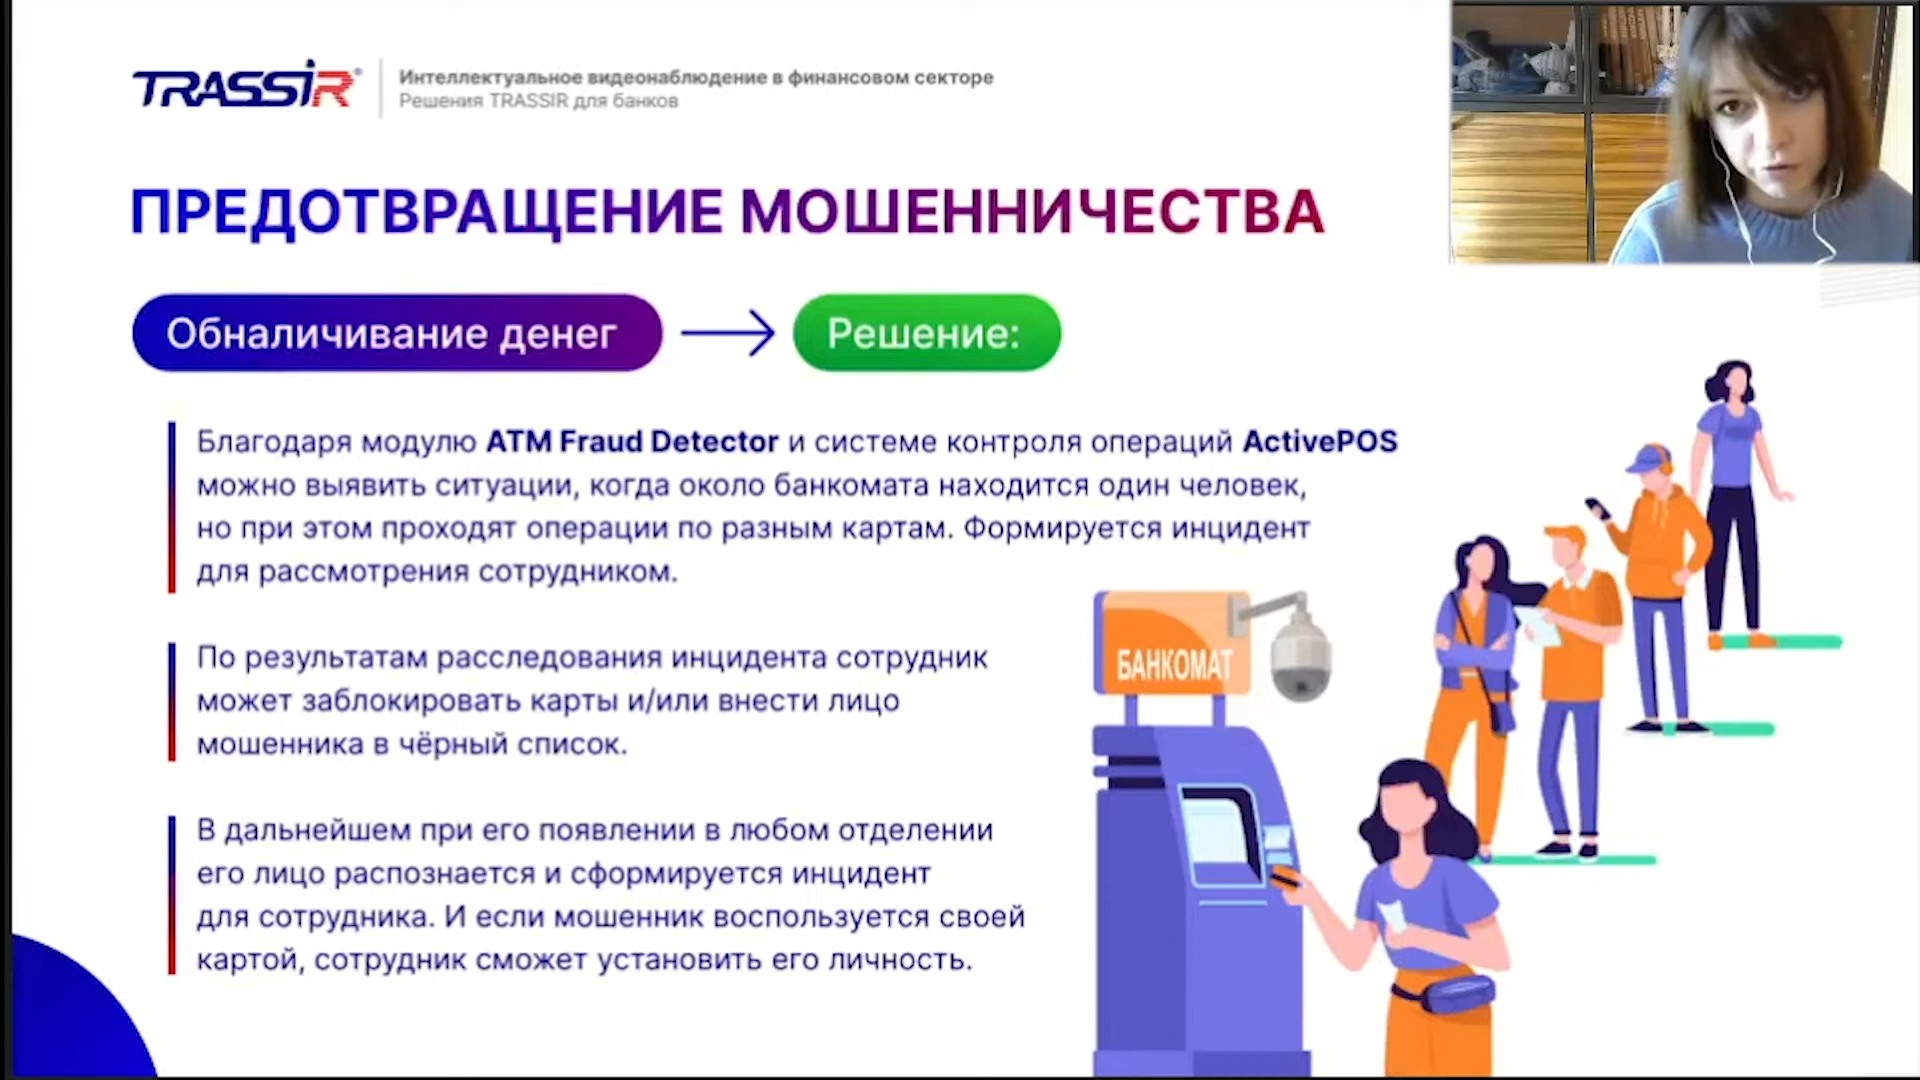 TRASSIR®
Интеллектуальное видеонаблюдение в финансовом секторе
Решения TRASSIR для банков
ПРЕДОТВРАЩЕНИЕ МОШЕННИЧЕСТВА
Обналичивание денег
Решение:
Благодаря модулю ATM Fraud Detector и системе контроля операций ActivePOS
можно выявить ситуации, когда около банкомата находится один человек,
но при этом проходят операции по разным картам. Формируется инцидент
для рассмотрения сотрудником.
По результатам расследования инцидента сотрудник
может заблокировать карты и/или внести лицо
мошенника в чёрный список.
В дальнейшем при его появлении в любом отделении
его лицо распознается и сформируется инцидент
для сотрудника. И если мошенник воспользуется своей
картой, сотрудник сможет установить его личность.
БАНКОМАТ